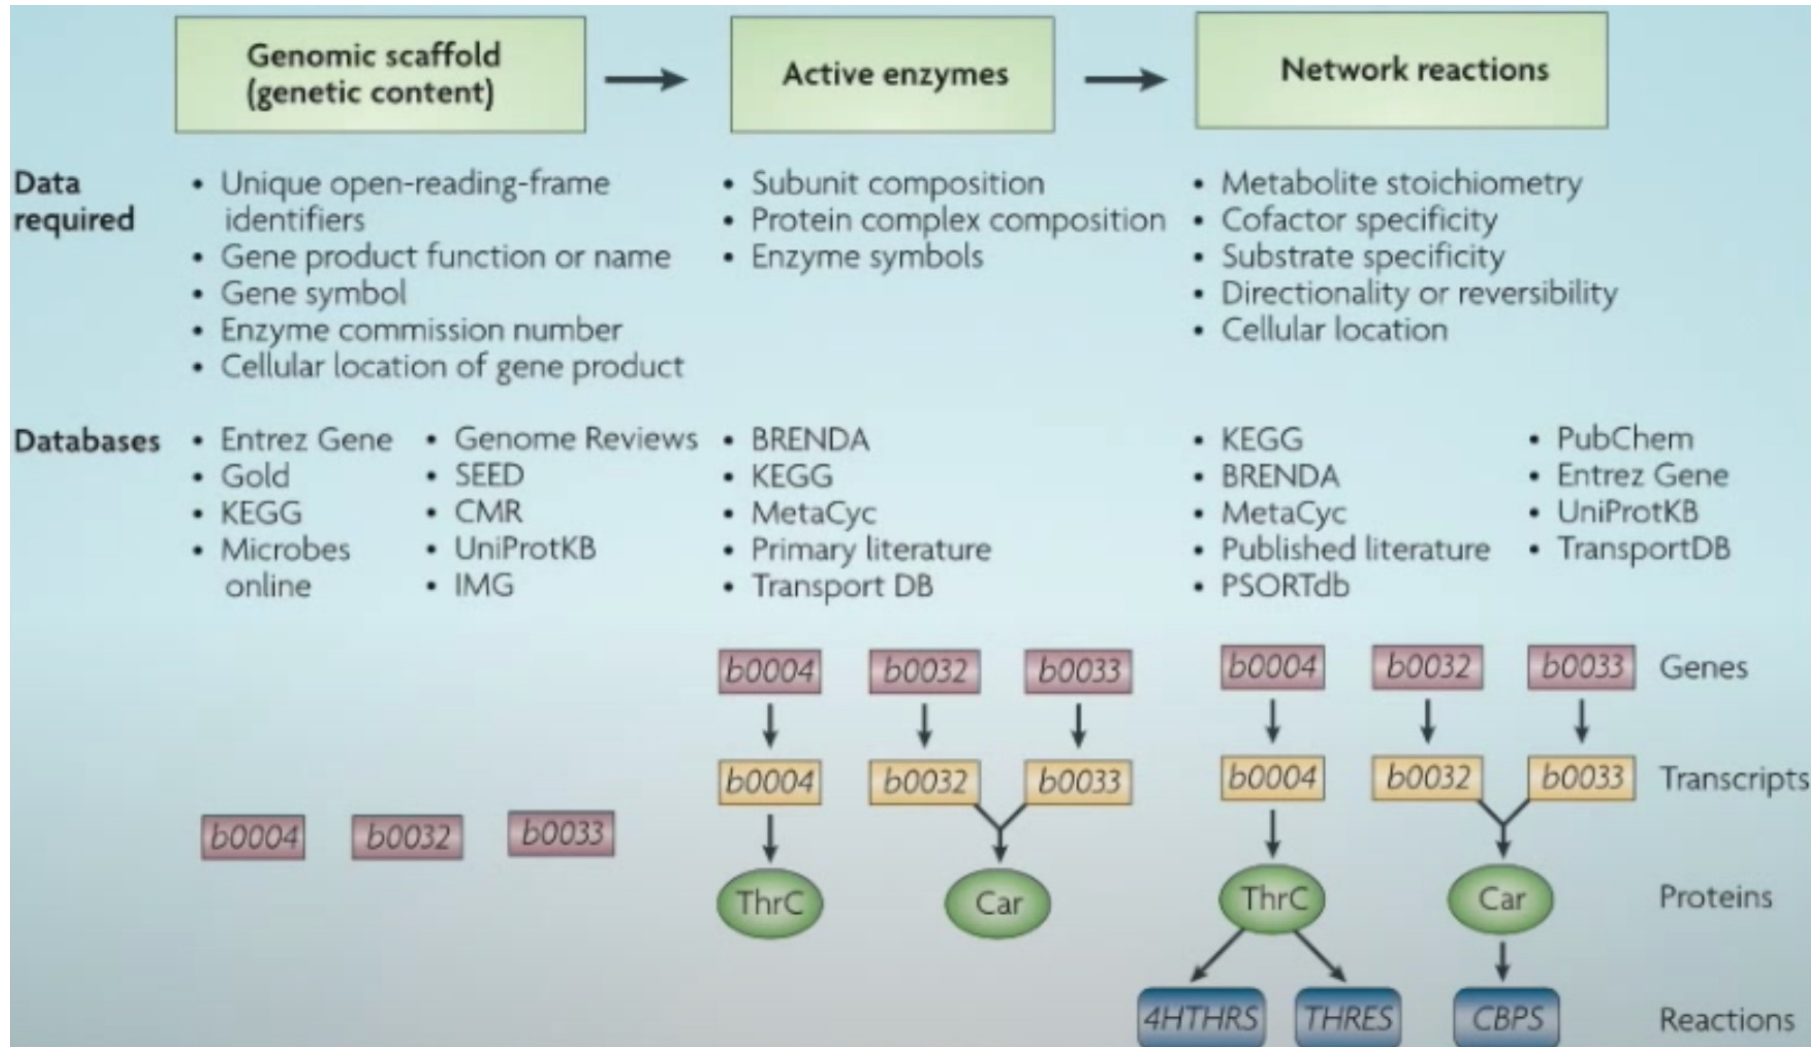 Genomic scaffold
(genetic content)
Active enzymes
Network reactions
Data
required
• Unique open-reading-frame
identifiers
• Gene product function or name
• Gene symbol
• Enzyme commission number
• Cellular location of gene product
• Subunit composition
• Protein complex composition
• Enzyme symbols
• Metabolite stoichiometry
• Cofactor specificity
• Substrate specificity
• Directionality or reversibility
• Cellular location
Databases
• Entrez Gene
• Gold
• KEGG
• Microbes
online
• Genome Reviews
• SEED
• CMR
• UniProtKB
• IMG
• BRENDA
• KEGG
• MetaCyc
• Primary literature
• Transport DB
• KEGG
• BRENDA
• MetaCyc
• Published literature
• PSORTdb
• PubChem
• Entrez Gene
• UniProtKB
• TransportDB
b0004 b0032 b0033
b0004 b0032 b0033
b0004 b0032 b0033
ThrC Car
b0004 b0032 b0033 Genes
b0004 b0032 b0033 Transcripts
ThrC Car Proteins
4HTHRS THRES CBPS Reactions